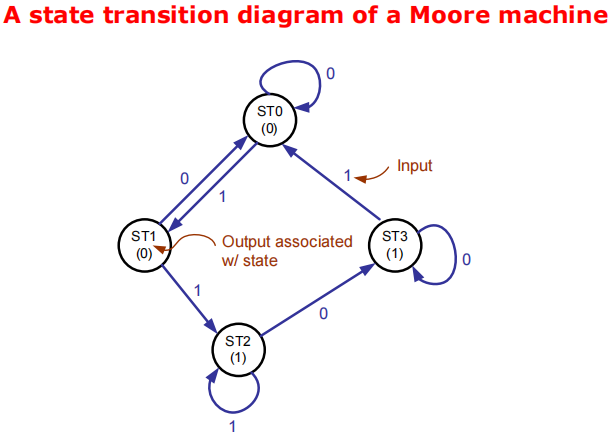 A state transition diagram of a Moore machine
0
ST0
(0)
1
Input
0
1
ST1
(0)
Output associated
w/ state
ST3
(1)
0
1
0
ST2
(1)
1